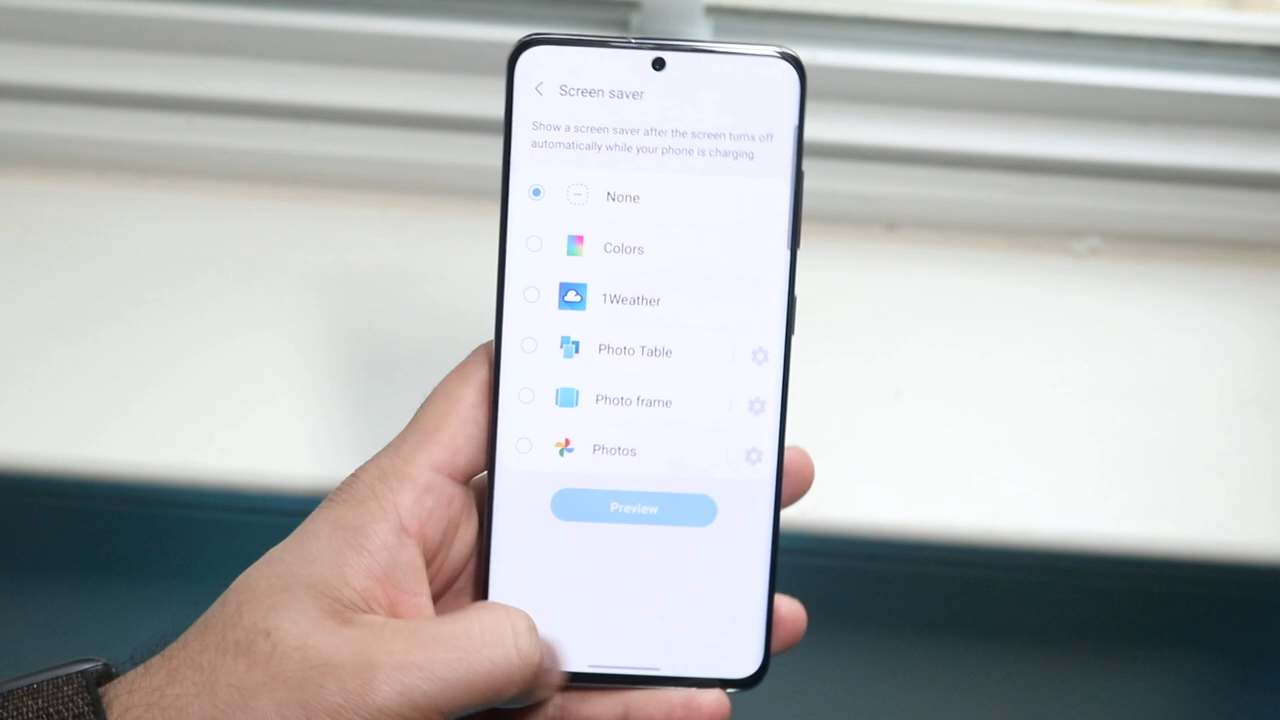 Screen saver
Show a screen saver after the screen turns off
automatically while your phone is charging
None
Colors
1Weather
Photo Table
Photo frame
Photos
Preview